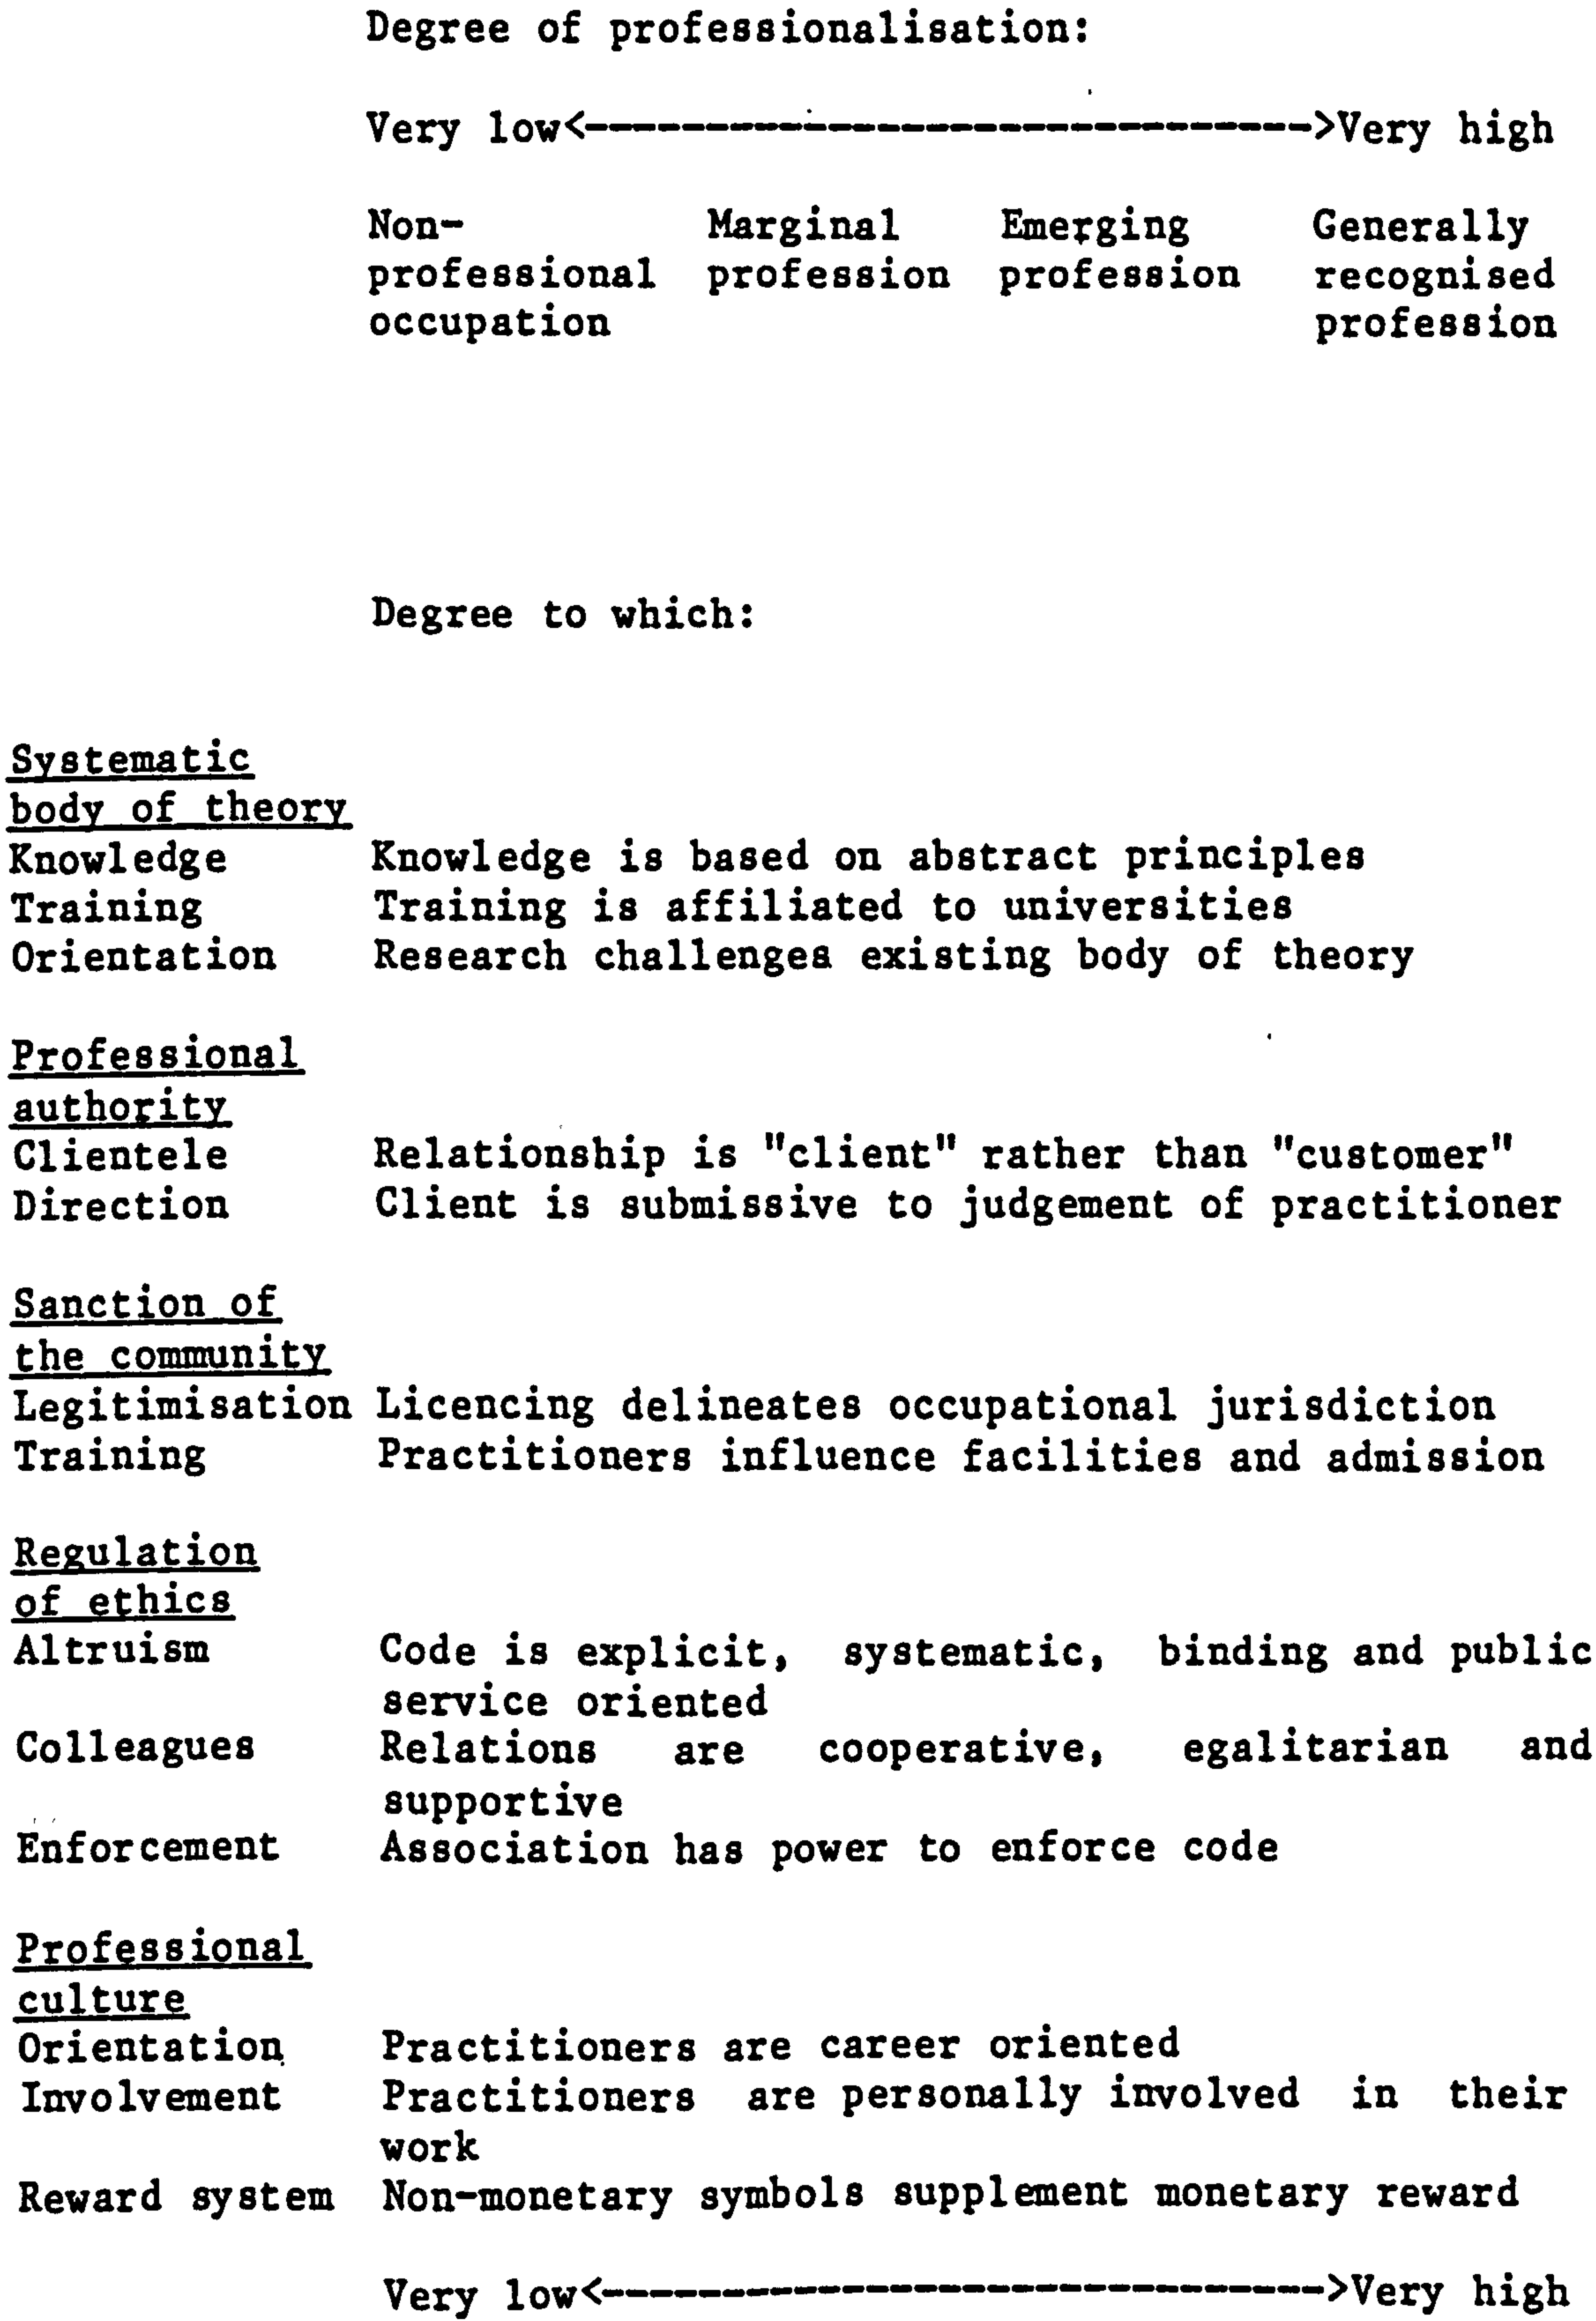 Degree of professionalisation:
Very low<------------------------------>Very high
Non- Marginal Emerging Generally
professional profession profession recognised
occupation profession
Degree to which:
Systematic
body of theory
Knowledge Knowledge is based on abstract principles
Training Training is affiliated to universities
Orientation Research challenges existing body of theory
Professional
authority
Clientele Relationship is "client" rather than "customer"
Direction Client is submissive to judgement of practitioner
Sanction of
the community
Legitimisation Licencing delineates occupational jurisdiction
Training Practitioners influence facilities and admission
Regulation
of ethics
Altruism Code is explicit, systematic, binding and public
service oriented
Colleagues Relations are cooperative, egalitarian and
supportive
Enforcement Association has power to enforce code
Professional
culture
Orientation Practitioners are career oriented
Involvement Practitioners are personally involved in their
work
Reward system Non-monetary symbols supplement monetary reward
Very low<------------------------------>Very high